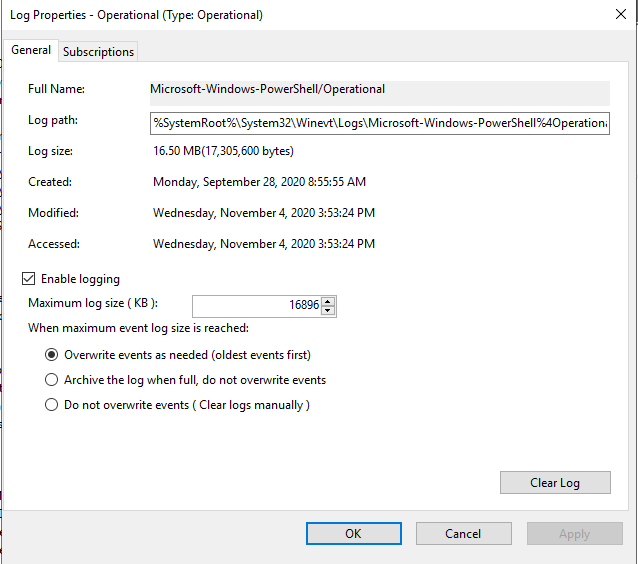 Log Properties - Operational (Type: Operational)
General Subscriptions
Full Name: Microsoft-Windows-PowerShell/Operational
Log path: %SystemRoot%\System32\Winevt\Logs\Microsoft-Windows-PowerShell%4Operationa
Log size: 16.50 MB(17,305,600 bytes)
Created: Monday, September 28, 2020 8:55:55 AM
Modified: Wednesday, November 4, 2020 3:53:24 PM
Accessed: Wednesday, November 4, 2020 3:53:24 PM
Enable logging
Maximum log size ( KB ): 16896
When maximum event log size is reached:
Overwrite events as needed (oldest events first)
Archive the log when full, do not overwrite events
Do not overwrite events ( Clear logs manually )
Clear Log
OK Cancel Apply